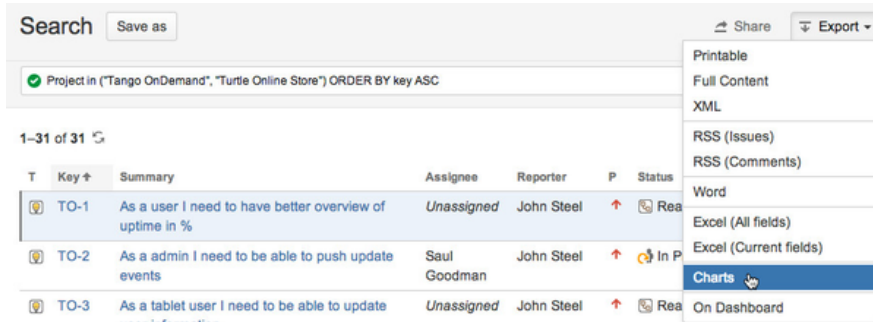 Search Save as Share Export
Printable
Full Content
XML
Project in ("Tango OnDemand", "Turtle Online Store") ORDER BY key ASC
RSS (Issues)
RSS (Comments)
Word
Excel (All fields)
Excel (Current fields)
Charts
On Dashboard
1–31 of 31
T Key Summary Assignee Reporter P Status
TO-1 As a user I need to have better overview of Unassigned John Steel Rea
uptime in %
TO-2 As a admin I need to be able to push update Saul John Steel In P
events Goodman
TO-3 As a tablet user I need to be able to update Unassigned John Steel Rea